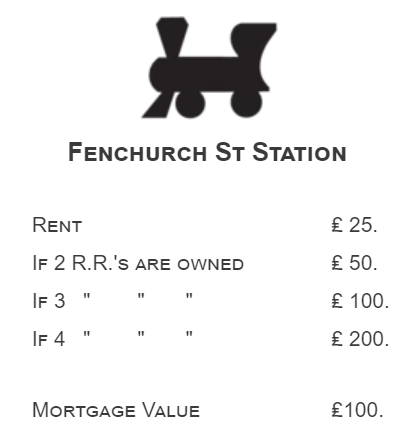 Fenchurch St Station
Rent ₤ 25.
If 2 R.R.'s are owned ₤ 50.
If 3 " " " ₤ 100.
If 4 " " " ₤ 200.
Mortgage Value ₤100.